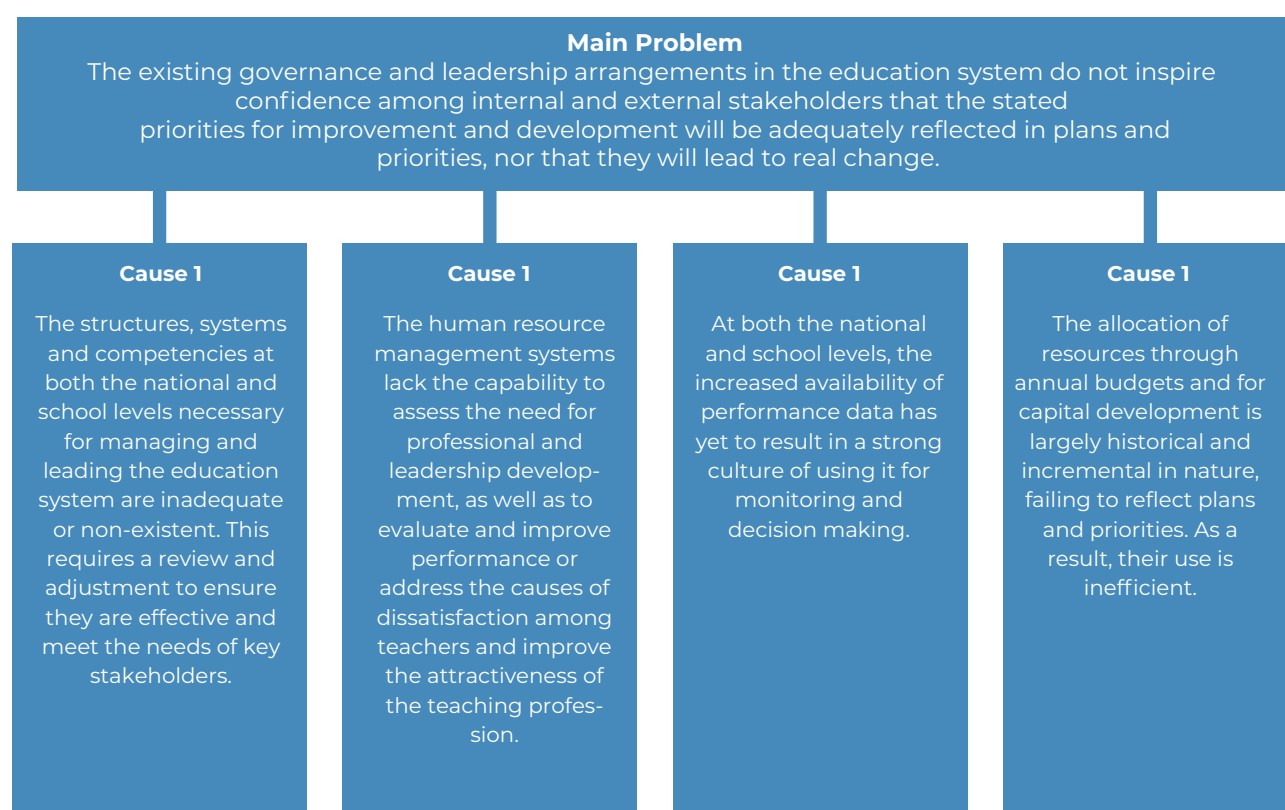 Main Problem
The existing governance and leadership arrangements in the education system do not inspire
confidence among internal and external stakeholders that the stated
priorities for improvement and development will be adequately reflected in plans and
priorities, nor that they will lead to real change.
Cause 1
The structures, systems
and competencies at
both the national and
school levels necessary
for managing and
leading the education
system are inadequate
or non-existent. This
requires a review and
adjustment to ensure
they are effective and
meet the needs of key
stakeholders.
Cause 1
The human resource
management systems
lack the capability to
assess the need for
professional and
leadership develop-
ment, as well as to
evaluate and improve
performance or
address the causes of
dissatisfaction among
teachers and improve
the attractiveness of
the teaching profes-
sion.
Cause 1
At both the national
and school levels, the
increased availability of
performance data has
yet to result in a strong
culture of using it for
monitoring and
decision making.
Cause 1
The allocation of
resources through
annual budgets and for
capital development is
largely historical and
incremental in nature,
failing to reflect plans
and priorities. As a
result, their use is
inefficient.